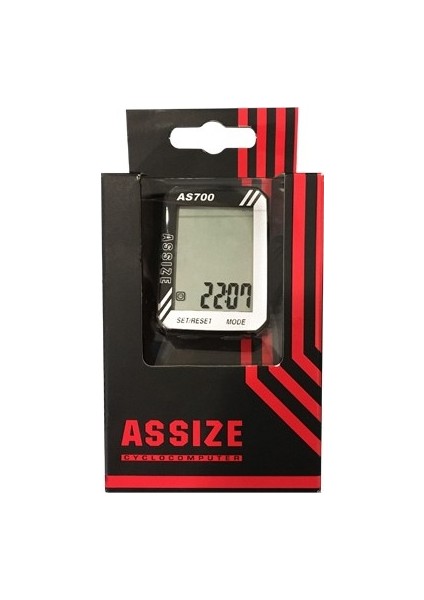 AS700
ASSIZE
22:07
SET/RESET MODE
ASSIZE
CYCLOCOMPUTER